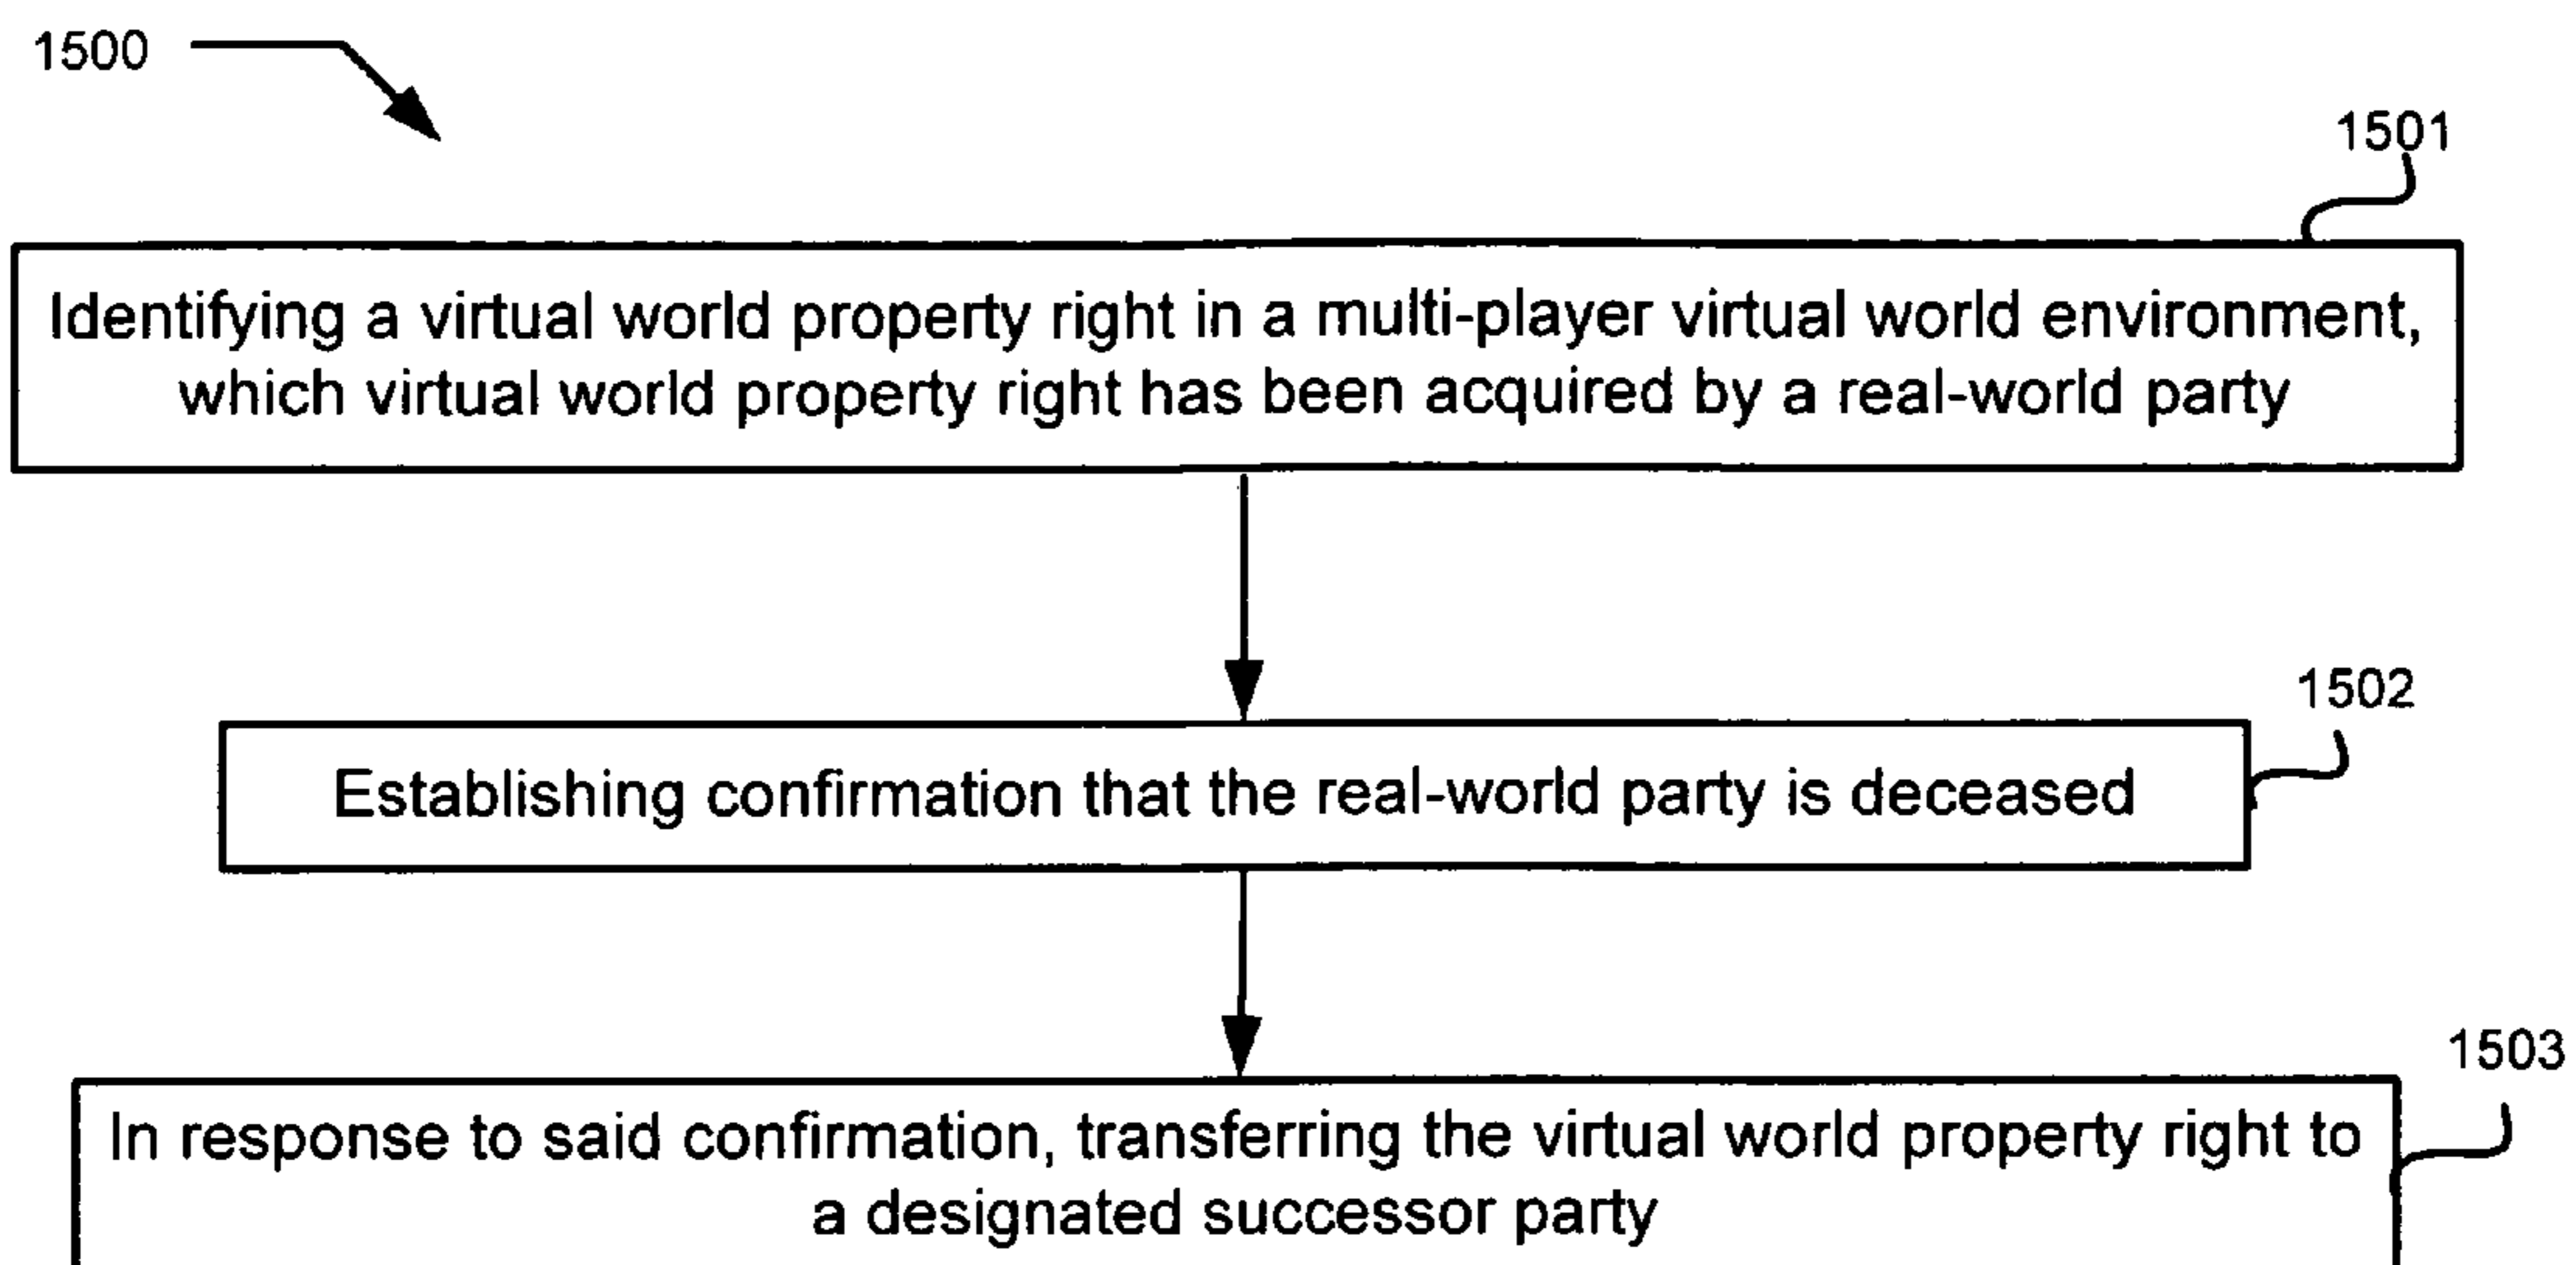 1500
1501
Identifying a virtual world property right in a multi-player virtual world environment,
which virtual world property right has been acquired by a real-world party
1502
Establishing confirmation that the real-world party is deceased
1503
In response to said confirmation, transferring the virtual world property right to
a designated successor party